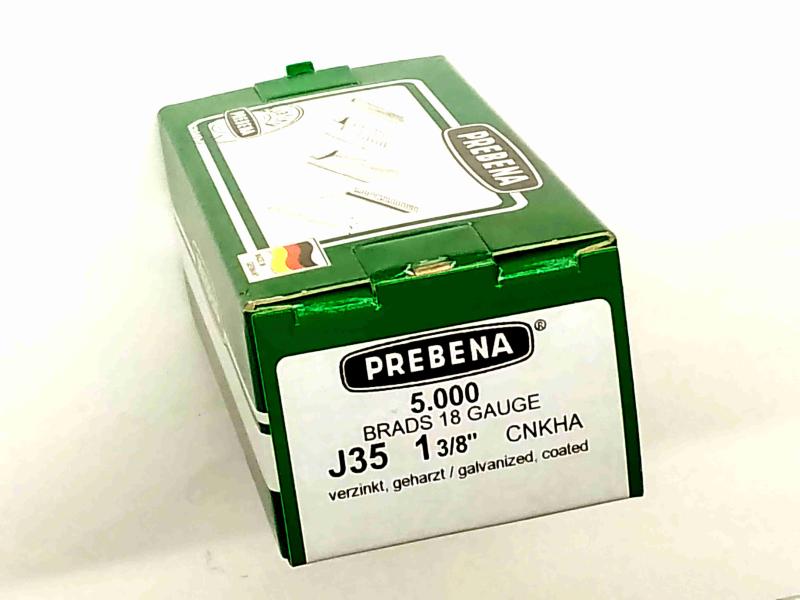 PREBENA
PREBENA
PREBENA ®
5.000
BRADS 18 GAUGE
J35 1 3/8" CNKHA
verzinkt, geharzt / galvanized, coated